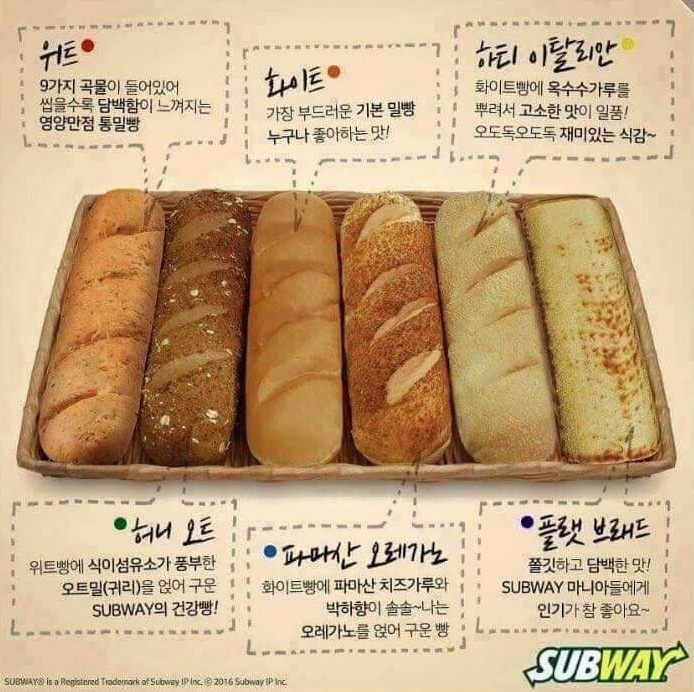 위트
9가지 곡물이 들어있어
씹을수록 담백함이 느껴지는
영양만점 통밀빵
화이트
가장 부드러운 기본 밀빵
누구나 좋아하는 맛!
하티 이탈리안
화이트빵에 옥수수가루를
뿌려서 고소한 맛이 일품!
오도독오도독 재미있는 식감~
허니 오트
위트빵에 식이섬유소가 풍부한
오트밀(귀리)을 얹어 구운
SUBWAY의 건강빵!
파마산 오레가노
화이트빵에 파마산 치즈가루와
박하향이 솔솔~나는
오레가노를 얹어 구운 빵
플랫 브래드
쫄깃하고 담백한 맛!
SUBWAY 마니아들에게
인기가 참 좋아요~
SUBWAY
SUBWAY® is a Registered Trademark of Subway IP Inc. © 2016 Subway IP Inc.